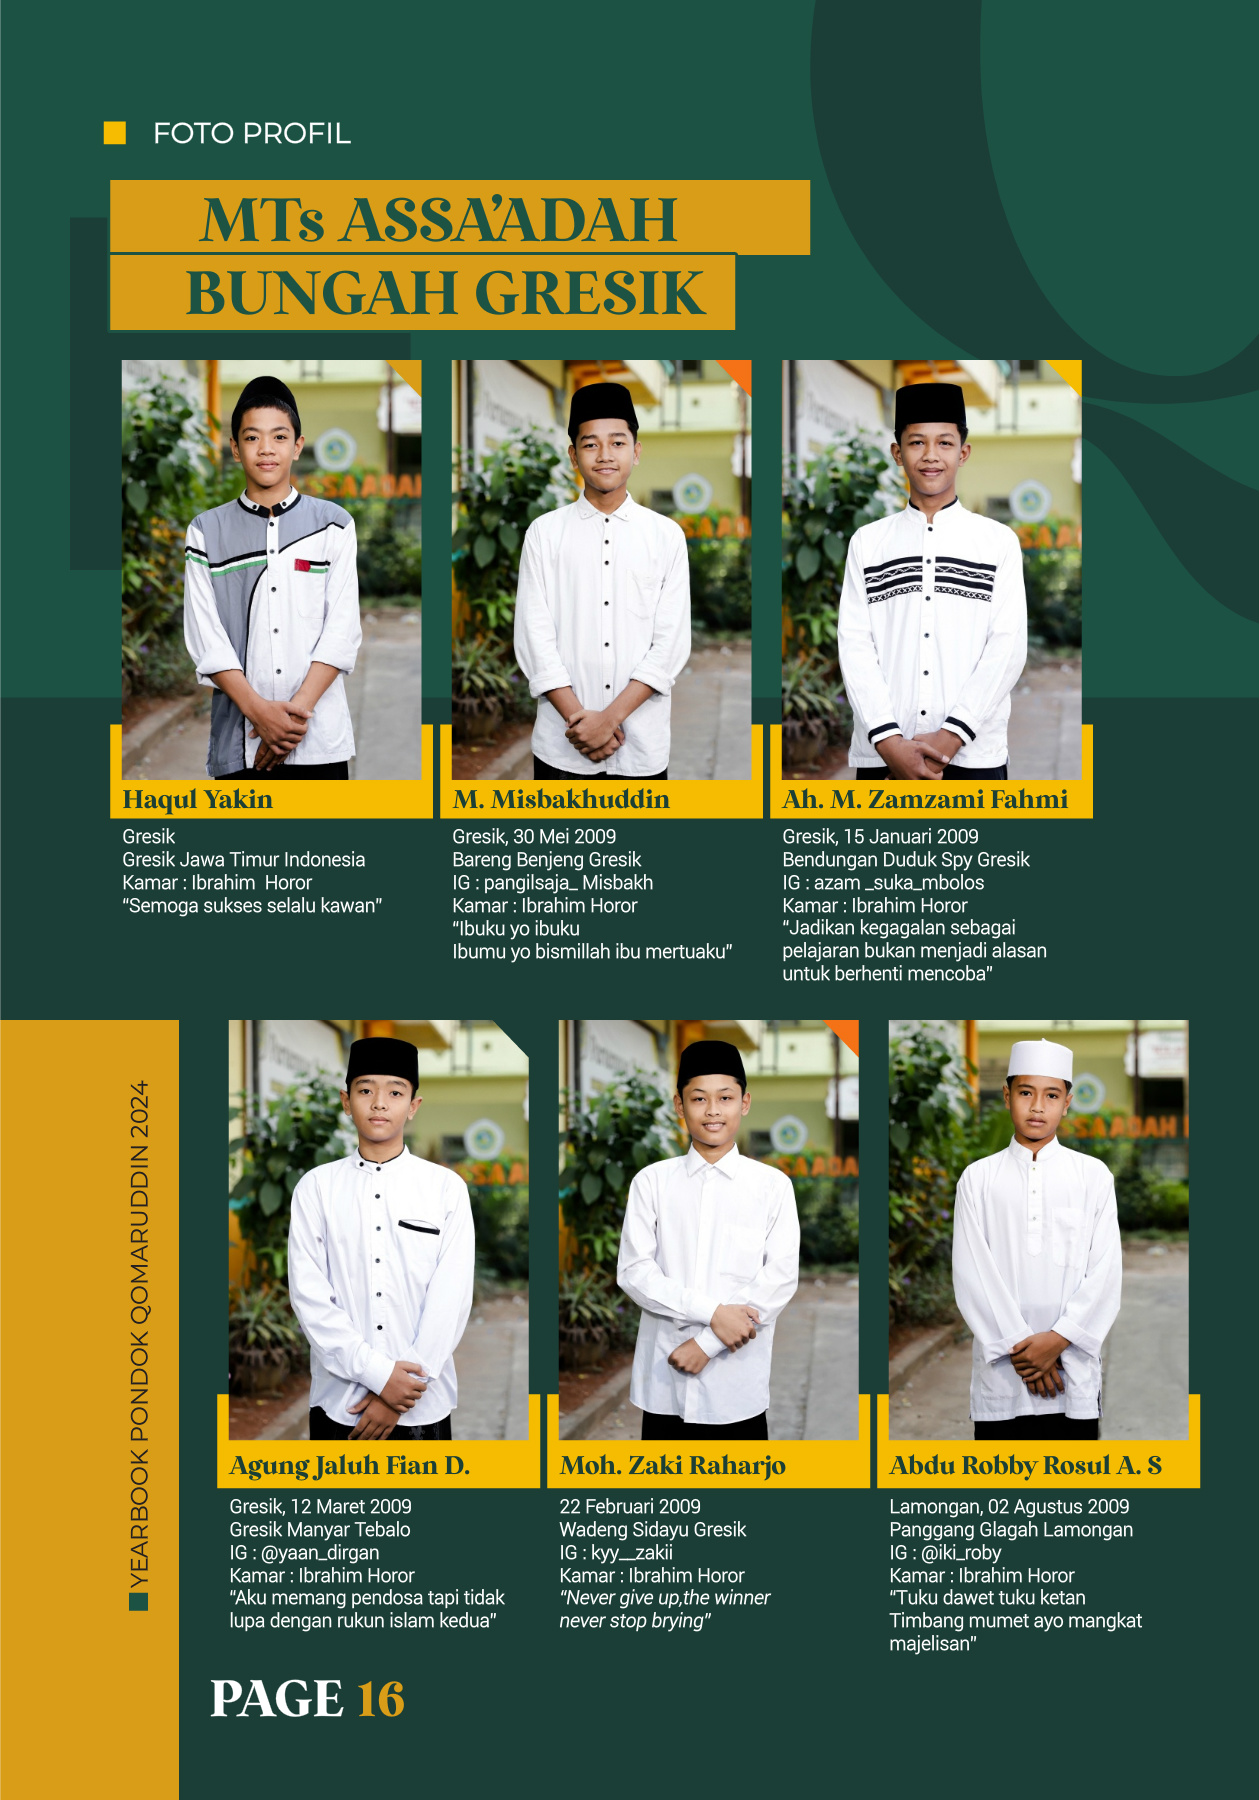 FOTO PROFIL
MTs ASSA’ADAH
BUNGAH GRESIK
Haqul Yakin
Gresik
Gresik Jawa Timur Indonesia
Kamar : Ibrahim  Horor
“Semoga sukses selalu kawan”
M. Misbakhuddin
Gresik, 30 Mei 2009
Bareng Benjeng Gresik
IG : pangilsaja_ Misbakh
Kamar : Ibrahim Horor
“Ibuku yo ibuku
Ibumu yo bismillah ibu mertuaku”
Ah. M. Zamzami Fahmi
Gresik, 15 Januari 2009
Bendungan Duduk Spy Gresik
IG : azam _suka_mbolos
Kamar : Ibrahim Horor
“Jadikan kegagalan sebagai
pelajaran bukan menjadi alasan
untuk berhenti mencoba”
YEARBOOK PONDOK QOMARUDDIN 2024
Agung Jaluh Fian D.
Gresik, 12 Maret 2009
Gresik Manyar Tebalo
IG : @yaan_dirgan
Kamar : Ibrahim Horor
“Aku memang pendosa tapi tidak
lupa dengan rukun islam kedua”
Moh. Zaki Raharjo
22 Februari 2009
Wadeng Sidayu Gresik
IG : kyy__zakii
Kamar : Ibrahim Horor
“Never give up,the winner
never stop brying”
Abdu Robby Rosul A. S
Lamongan, 02 Agustus 2009
Panggang Glagah Lamongan
IG : @iki_roby
Kamar : Ibrahim Horor
“Tuku dawet tuku ketan
Timbang mumet ayo mangkat
majelisan”
PAGE 16